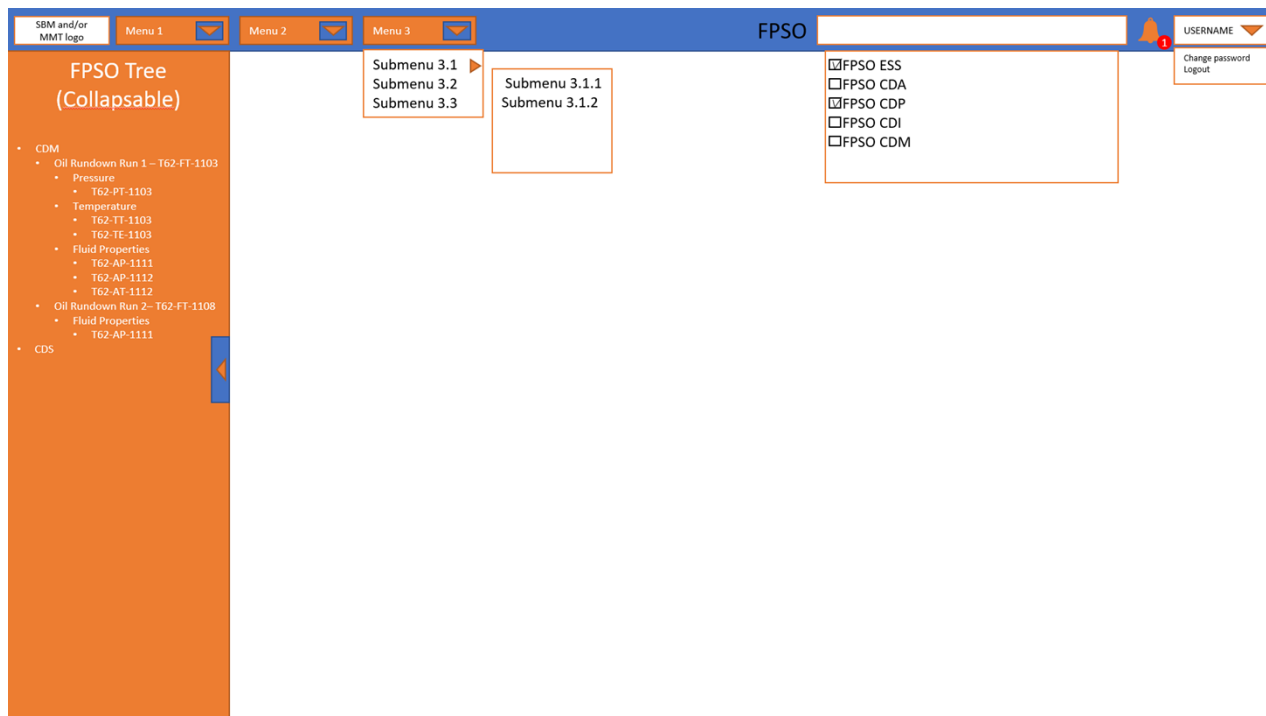 SBM and/or
MMT logo
Menu 1
Menu 2
Menu 3
FPSO
1
USERNAME
Change password
Logout
Submenu 3.1
Submenu 3.2
Submenu 3.3
Submenu 3.1.1
Submenu 3.1.2
FPSO ESS
FPSO CDA
FPSO CDP
FPSO CDI
FPSO CDM
FPSO Tree
(Collapsable)
• CDM
• Oil Rundown Run 1 – T62-FT-1103
• Pressure
• T62-PT-1103
• Temperature
• T62-TT-1103
• T62-TE-1103
• Fluid Properties
• T62-AP-1111
• T62-AP-1112
• T62-AT-1112
• Oil Rundown Run 2– T62-FT-1108
• Fluid Properties
• T62-AP-1111
• CDS